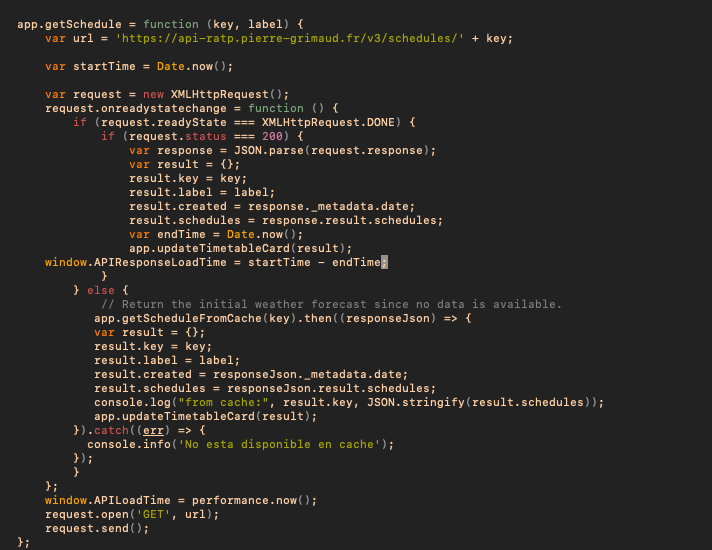 app.getSchedule = function (key, label) {
    var url = 'https://api-ratp.pierre-grimaud.fr/v3/schedules/' + key;

    var startTime = Date.now();

    var request = new XMLHttpRequest();
    request.onreadystatechange = function () {
        if (request.readyState === XMLHttpRequest.DONE) {
            if (request.status === 200) {
                var response = JSON.parse(request.response);
                var result = {};
                result.key = key;
                result.label = label;
                result.created = response._metadata.date;
                result.schedules = response.result.schedules;
                var endTime = Date.now();
                app.updateTimetableCard(result);
    window.APIResponseLoadTime = startTime - endTime;
            }
        } else {
            // Return the initial weather forecast since no data is available.
           app.getScheduleFromCache(key).then((responseJson) => {
           var result = {};
           result.key = key;
           result.label = label;
           result.created = responseJson._metadata.date;
           result.schedules = responseJson.result.schedules;
           console.log("from cache:", result.key, JSON.stringify(result.schedules));
           app.updateTimetableCard(result);
        }).catch((err) => {
          console.info('No esta disponible en cache');
        });
        }
    };
    window.APILoadTime = performance.now();
    request.open('GET', url);
    request.send();
};